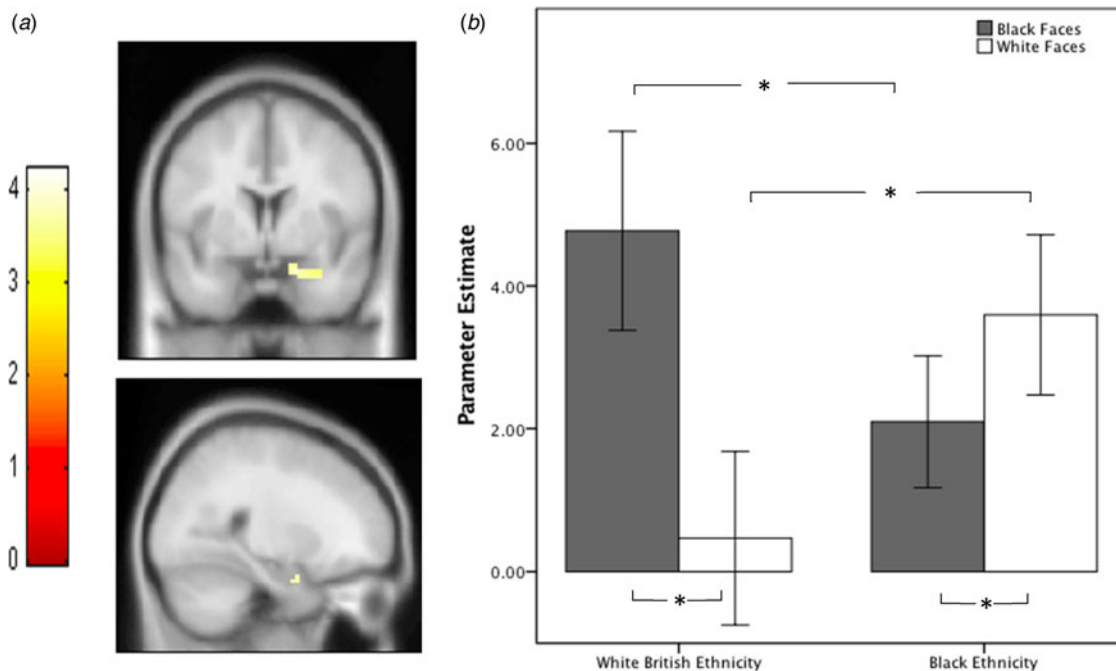 (a)
4
3
2
1
0
(b)
Black Faces
White Faces
*
6.00
*
4.00
2.00
0.00
Parameter Estimate
*
*
White British Ethnicity
Black Ethnicity